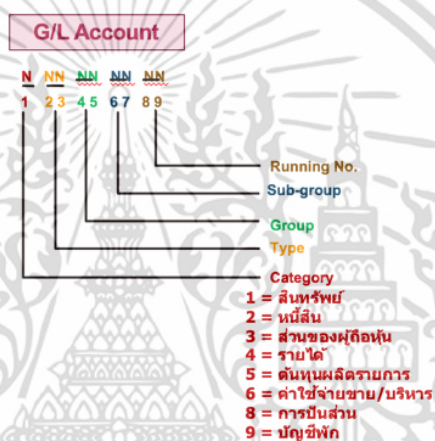 G/L Account
N NN NN NN NN
1 2 3 4 5 6 7 8 9
Running No.
Sub-group
Group
Type
Category
1 = สินทรัพย์
2 = หนี้สิน
3 = ส่วนของผู้ถือหุ้น
4 = รายได้
5 = ต้นทุนผลิตรายการ
6 = ค่าใช้จ่ายขาย/บริหาร
8 = การปันส่วน
9 = บัญชีพัก